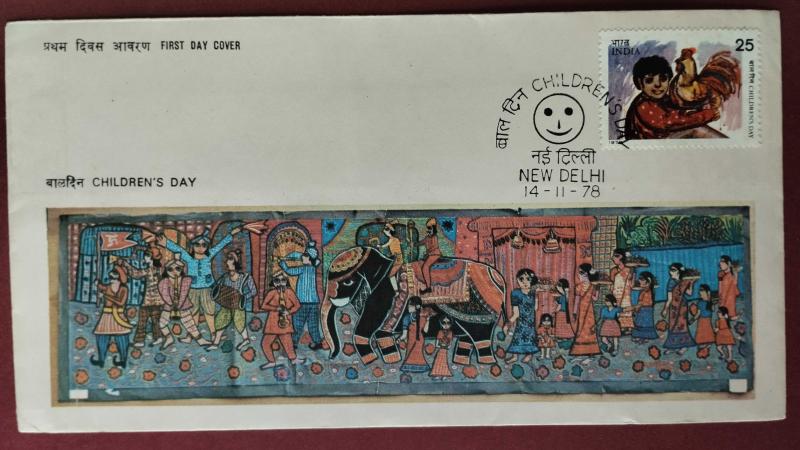 प्रथम दिवस आवरण FIRST DAY COVER
भारत 25
INDIA
बाल दिन CHILDREN'S DAY
बाल दिन CHILDREN'S DAY
नई दिल्ली
NEW DELHI
14-11-78
बालदिन CHILDREN'S DAY